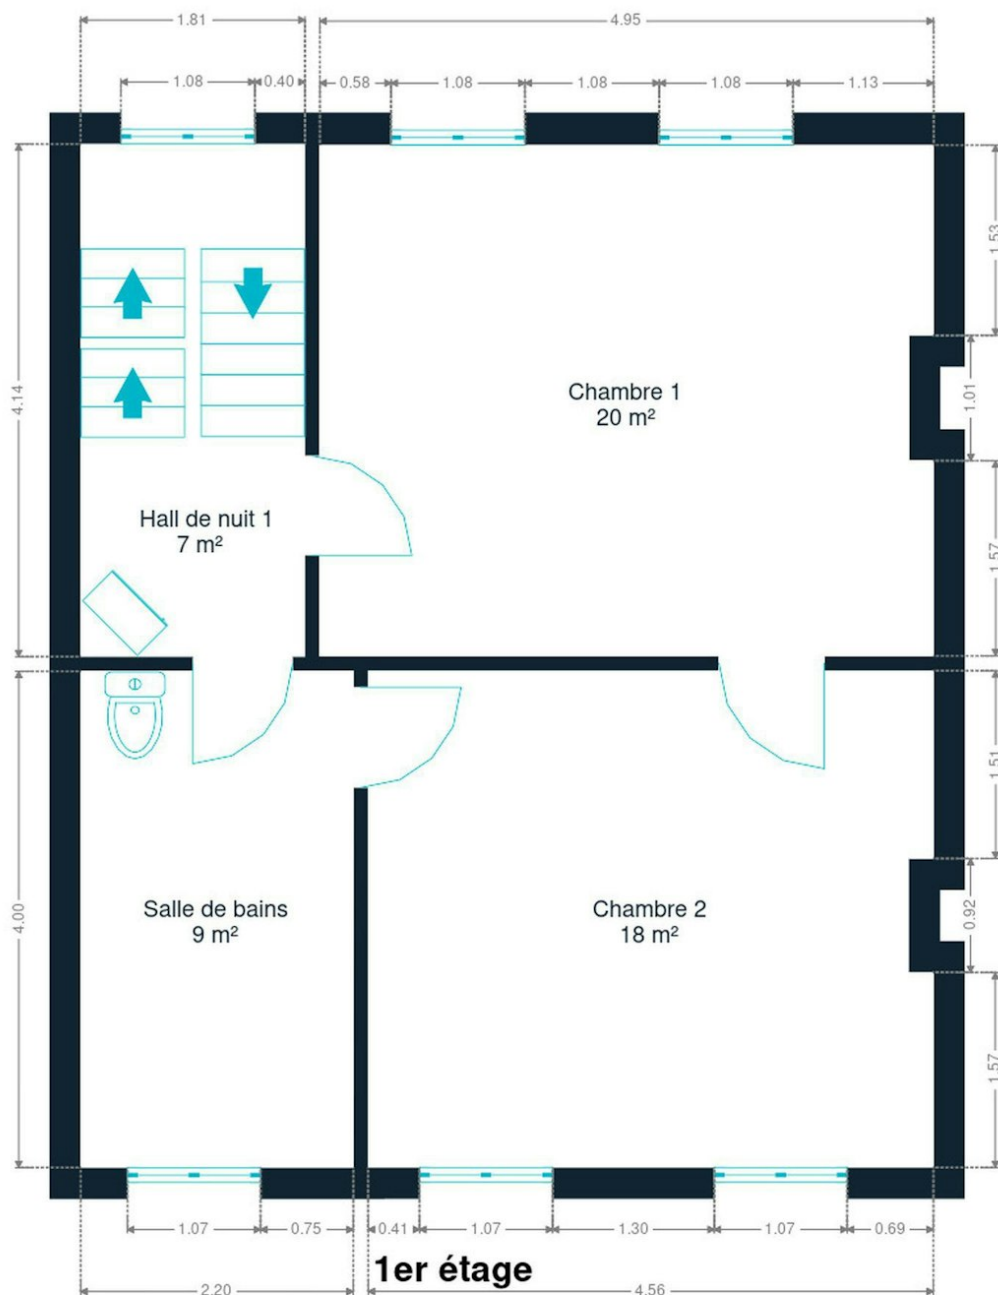 1.81
4.95
1.08
0.40
0.58
1.08
1.08
1.08
1.13
1.53
4.14
1.01
Chambre 1
20 m²
Hall de nuit 1
7 m²
1.57
1.51
4.00
0.92
Salle de bains
9 m²
Chambre 2
18 m²
1.57
1.07
0.75
0.41
1.07
1.30
1.07
0.69
1er étage
2.20
4.56